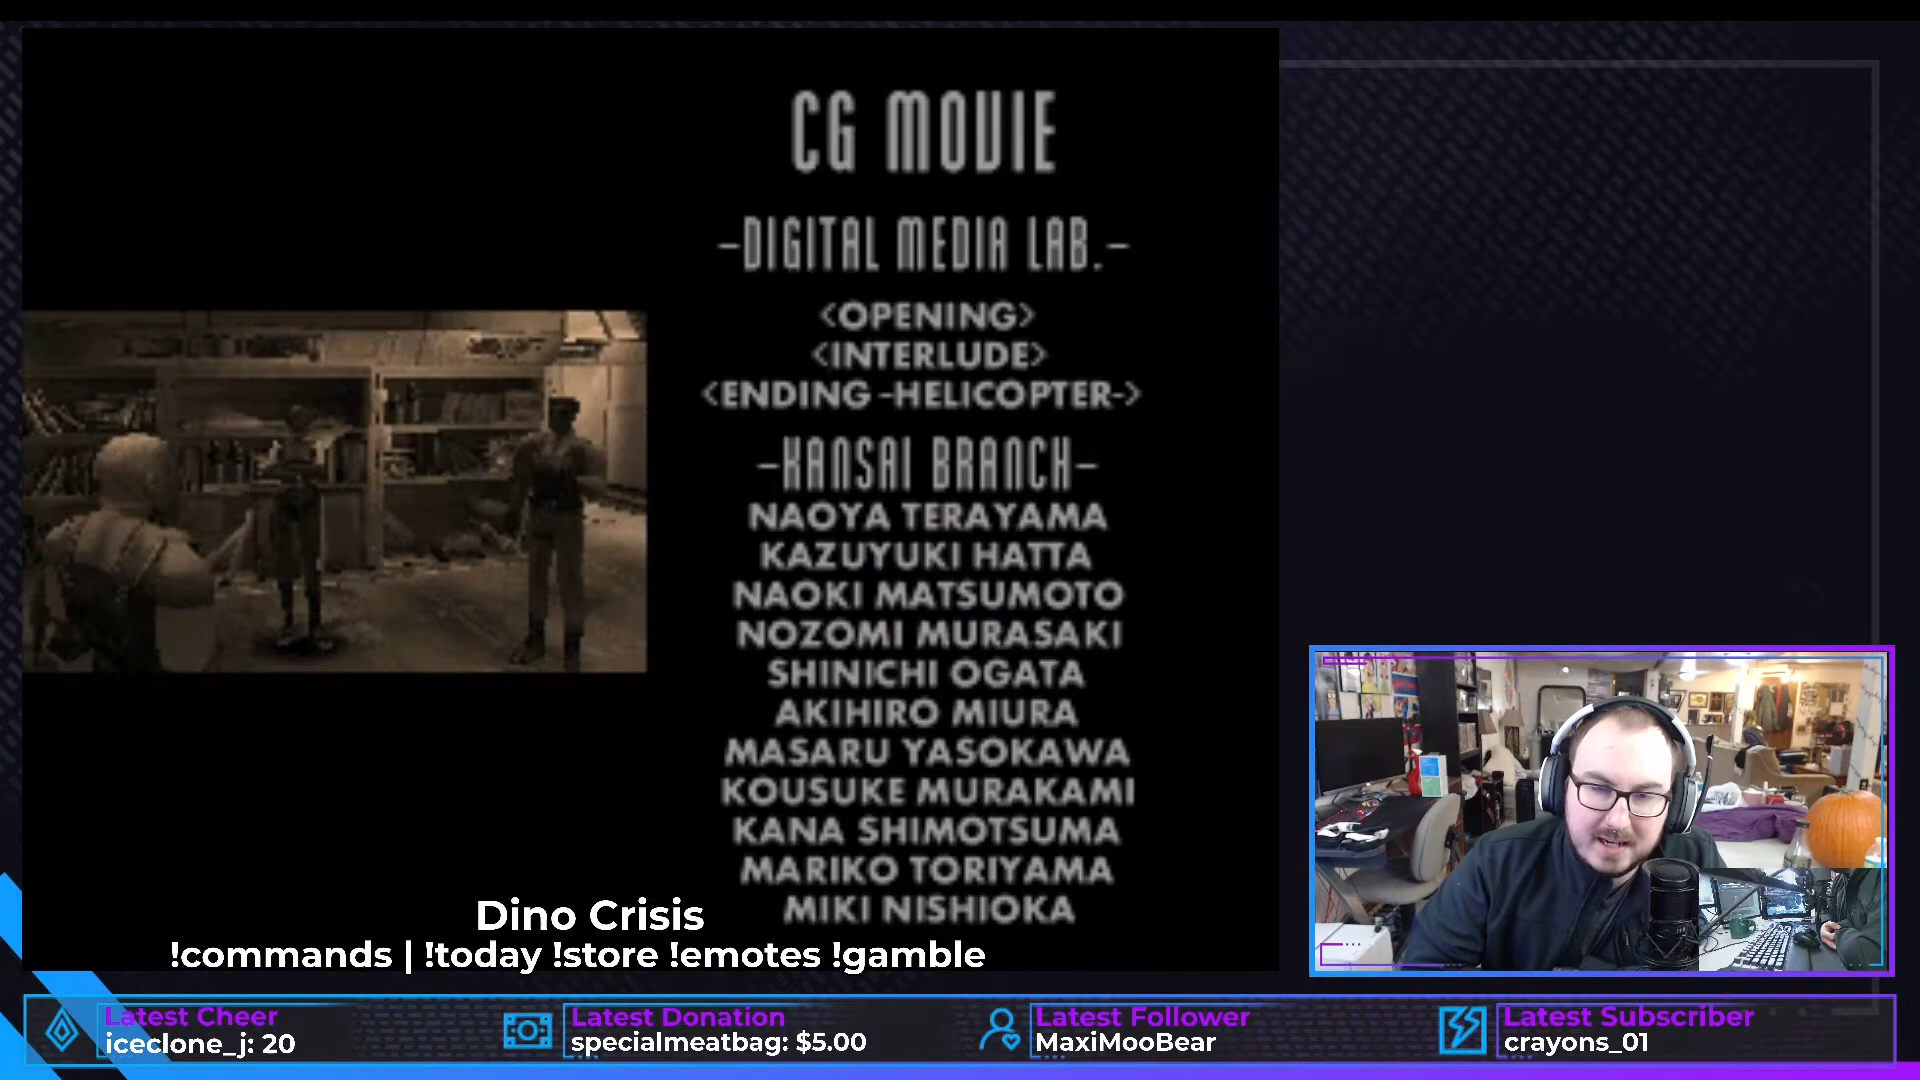 CG MOVIE
-DIGITAL MEDIA LAB.-
<OPENING>
<INTERLUDE>
<ENDING -HELICOPTER->
-KANSAI BRANCH-
NAOYA TERAYAMA
KAZUYUKI HATTA
NAOKI MATSUMOTO
NOZOMI MURASAKI
SHINICHI OGATA
AKIHIRO MIURA
MASARU YASOKAWA
KOUSUKE MURAKAMI
KANA SHIMOTSUMA
MARIKO TORIYAMA
MIKI NISHIOKA
Dino Crisis
!commands | !today !store !emotes !gamble
Latest Cheer
iceclone_j: 20
Latest Donation
specialmeatbag: $5.00
Latest Follower
MaxiMooBear
Latest Subscriber
crayons_01